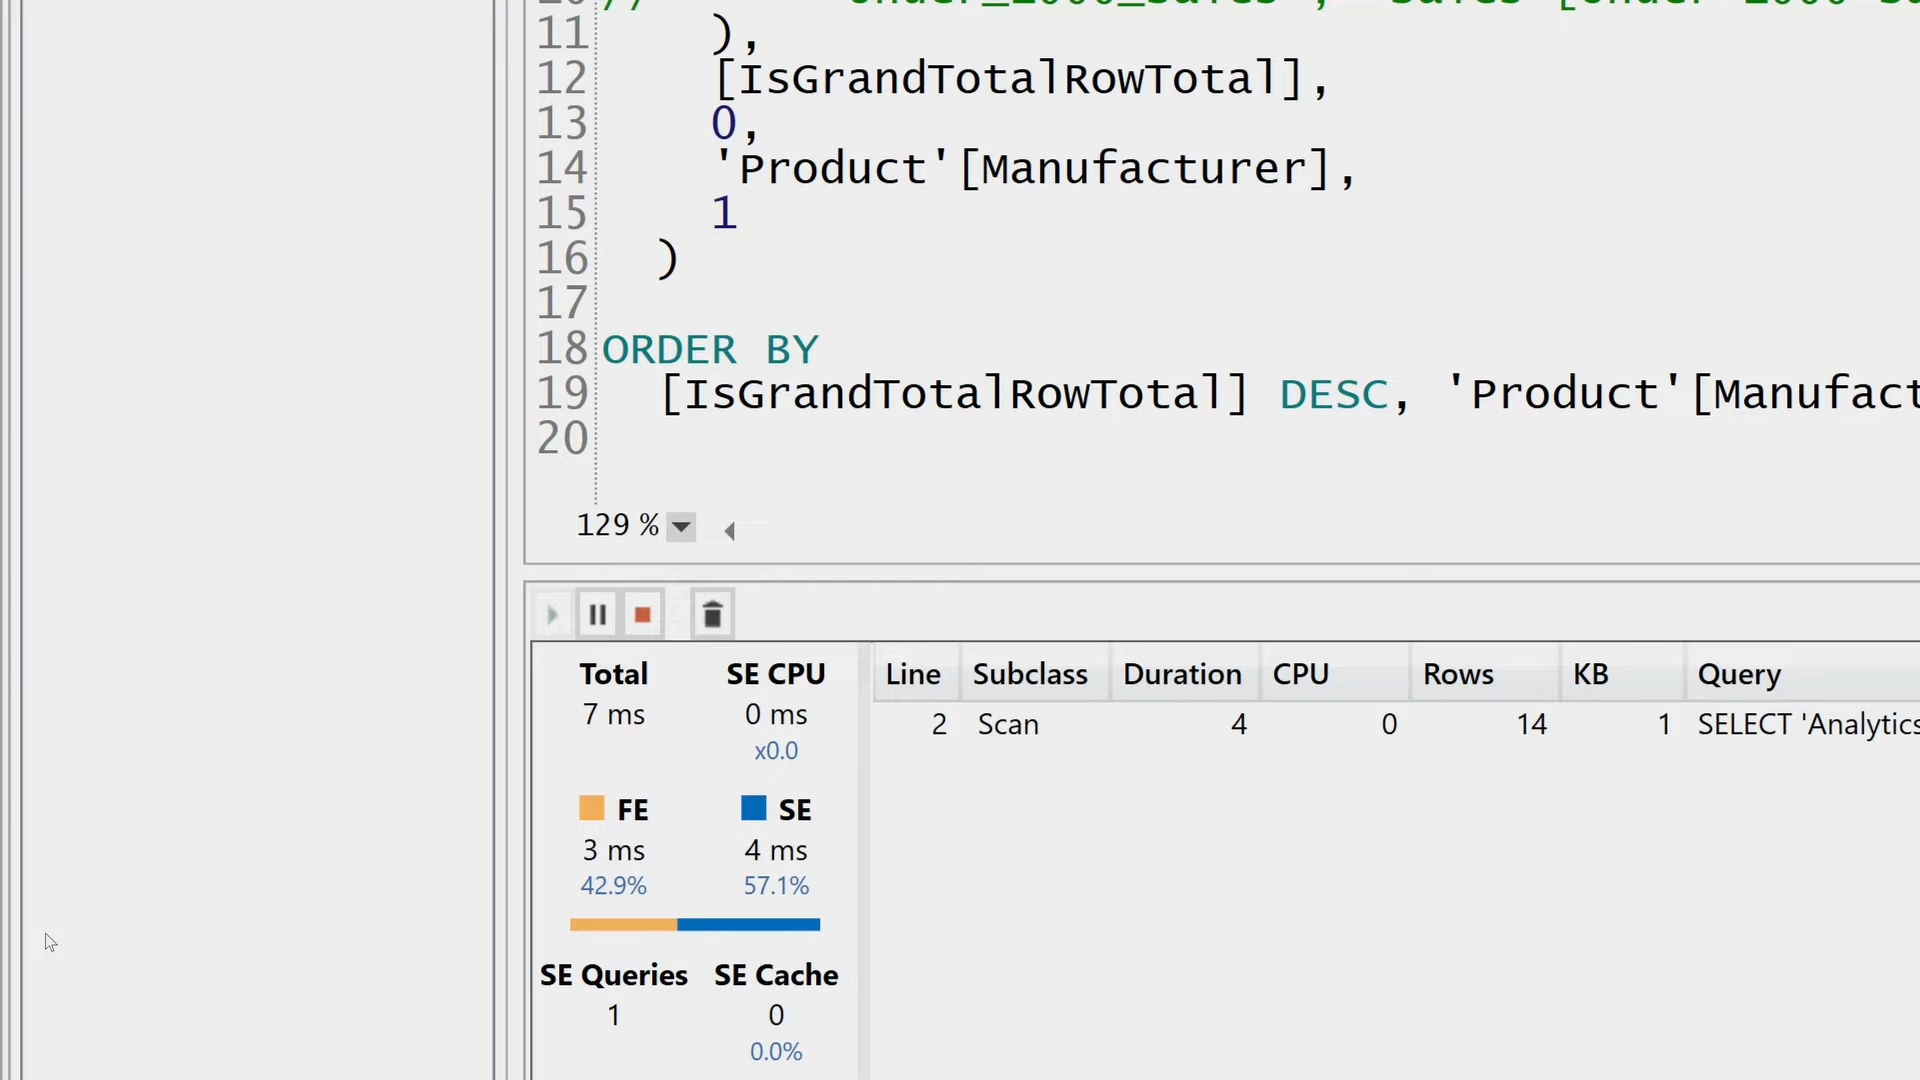 11 ),
12 [IsGrandTotalRowTotal],
13 0,
14 'Product'[Manufacturer],
15 1
16 )
17
18 ORDER BY
19 [IsGrandTotalRowTotal] DESC, 'Product'[Manufact
20
129 %
Total SE CPU
7 ms 0 ms
x0.0
FE SE
3 ms 4 ms
42.9% 57.1%
SE Queries SE Cache
1 0
0.0%
Line Subclass Duration CPU Rows KB Query
2 Scan 4 0 14 1 SELECT 'Analytics